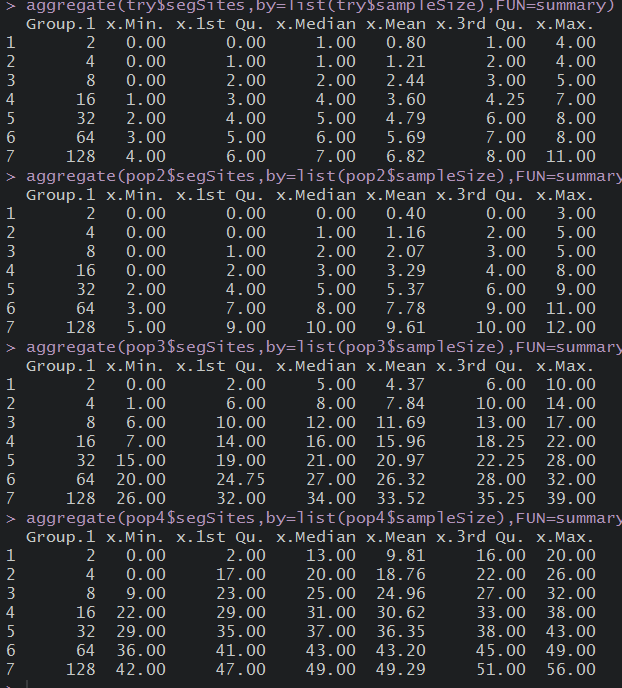 > aggregate(try$segSites,by=list(try$sampleSize),FUN=summary)
Group.1 x.Min. x.1st Qu. x.Median x.Mean x.3rd Qu. x.Max.
1 2 0.00 0.00 1.00 0.80 1.00 4.00
2 4 0.00 1.00 1.00 1.21 2.00 4.00
3 8 0.00 2.00 2.00 2.44 3.00 5.00
4 16 1.00 3.00 4.00 3.60 4.25 7.00
5 32 2.00 4.00 5.00 4.79 6.00 8.00
6 64 3.00 5.00 6.00 5.69 7.00 8.00
7 128 4.00 6.00 7.00 6.82 8.00 11.00
> aggregate(pop2$segSites,by=list(pop2$sampleSize),FUN=summary
Group.1 x.Min. x.1st Qu. x.Median x.Mean x.3rd Qu. x.Max.
1 2 0.00 0.00 0.00 0.40 0.00 3.00
2 4 0.00 0.00 1.00 1.16 2.00 5.00
3 8 0.00 1.00 2.00 2.07 3.00 5.00
4 16 0.00 2.00 3.00 3.29 4.00 8.00
5 32 2.00 4.00 5.00 5.37 6.00 9.00
6 64 3.00 7.00 8.00 7.78 9.00 11.00
7 128 5.00 9.00 10.00 9.61 10.00 12.00
> aggregate(pop3$segSites,by=list(pop3$sampleSize),FUN=summary
Group.1 x.Min. x.1st Qu. x.Median x.Mean x.3rd Qu. x.Max.
1 2 0.00 2.00 5.00 4.37 6.00 10.00
2 4 1.00 6.00 8.00 7.84 10.00 14.00
3 8 6.00 10.00 12.00 11.69 13.00 17.00
4 16 7.00 14.00 16.00 15.96 18.25 22.00
5 32 15.00 19.00 21.00 20.97 22.25 28.00
6 64 20.00 24.75 27.00 26.32 28.00 32.00
7 128 26.00 32.00 34.00 33.52 35.25 39.00
> aggregate(pop4$segSites,by=list(pop4$sampleSize),FUN=summary
Group.1 x.Min. x.1st Qu. x.Median x.Mean x.3rd Qu. x.Max.
1 2 0.00 2.00 13.00 9.81 16.00 20.00
2 4 0.00 17.00 20.00 18.76 22.00 26.00
3 8 9.00 23.00 25.00 24.96 27.00 32.00
4 16 22.00 29.00 31.00 30.62 33.00 38.00
5 32 29.00 35.00 37.00 36.35 38.00 43.00
6 64 36.00 41.00 43.00 43.20 45.00 49.00
7 128 42.00 47.00 49.00 49.29 51.00 56.00